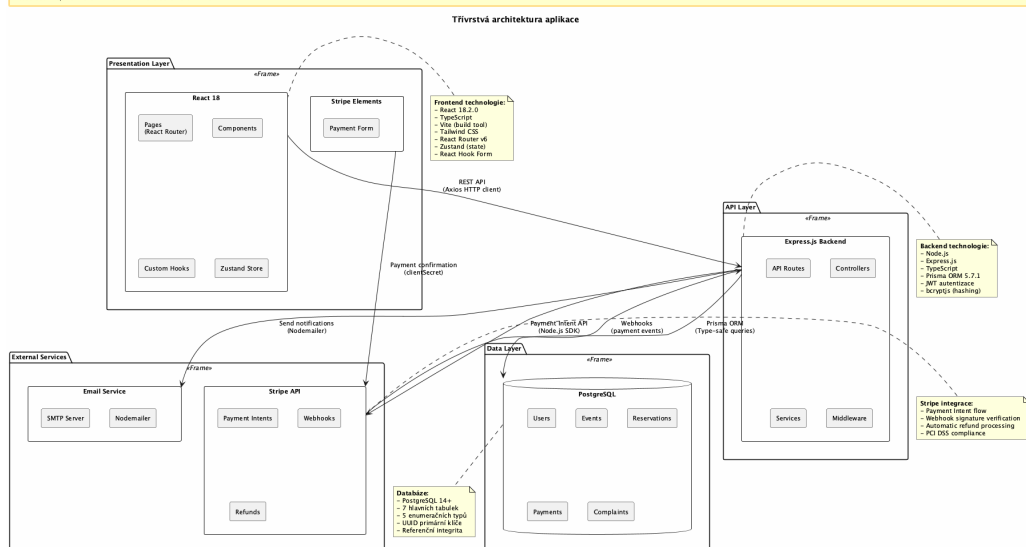 Třívrstvá architektura aplikace
Presentation Layer
«Frame»
React 18
Pages
(React Router)
Components
Custom Hooks
Zustand Store
Stripe Elements
Payment Form
Frontend technologie:
- React 18.2.0
- TypeScript
- Vite (build tool)
- Tailwind CSS
- React Router v6
- Zustand (state)
- React Hook Form
REST API
(Axios HTTP client)
API Layer
«Frame»
Express.js Backend
API Routes
Controllers
Services
Middleware
Backend technologie:
- Node.js
- Express.js
- TypeScript
- Prisma ORM 5.7.1
- JWT autentizace
- bcryptjs (hashing)
Payment confirmation
(clientSecret)
Send notifications
(Nodemailer)
Payment Intent API
(Node.js SDK)
Webhooks
(payment events)
Prisma ORM
(Type-safe queries)
External Services
«Frame»
Email Service
SMTP Server
Nodemailer
Stripe API
Payment Intents
Webhooks
Refunds
Data Layer
«Frame»
PostgreSQL
Users
Events
Reservations
Payments
Complaints
Stripe integrace:
- Payment Intent flow
- Webhook signature verification
- Automatic refund processing
- PCI DSS compliance
Databáze:
- PostgreSQL 14+
- 7 hlavních tabulek
- 5 enumeračních typů
- UUID primární klíče
- Referenční integrita